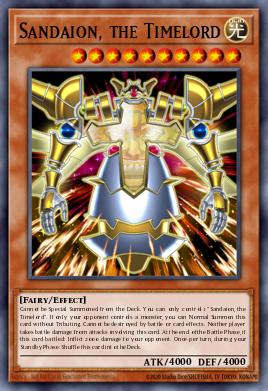 Sandaion, the Timelord
光
[Fairy/Effect]
Cannot be Special Summoned from the Deck. You can only control 1 "Sandaion, the
Timelord". If only your opponent controls a monster, you can Normal Summon this
card without Tributing. Cannot be destroyed by battle or card effects. Neither player
takes battle damage from attacks involving this card. At the end of the Battle Phase, if
this card battled: Inflict 2000 damage to your opponent. Once per turn, during your
Standby Phase: Shuffle this card into the Deck.
ATK/4000 DEF/4000
©2020 Studio Dice/SHUEISHA, TV TOKYO, KONAMI